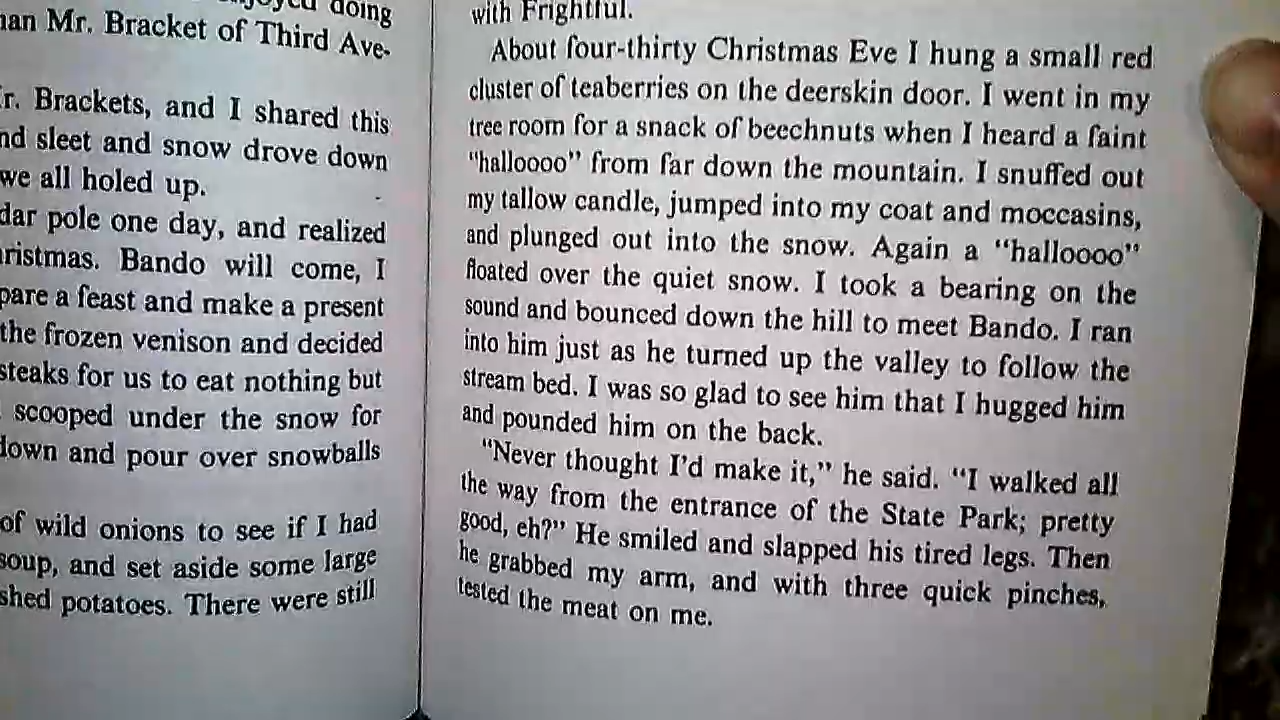 doing
Mr. Bracket of Third Ave-
Brackets, and I shared this
sleet and snow drove down
we all holed up.
pole one day, and realized
Bando will come, I
a feast and make a present
the frozen venison and decided
steaks for us to eat nothing but
scooped under the snow for
and pour over snowballs
of wild onions to see if I had
soup, and set aside some large
potatoes. There were still
with Frightful.
About four-thirty Christmas Eve I hung a small red
cluster of teaberries on the deerskin door. I went in my
tree room for a snack of beechnuts when I heard a faint
“halloooo” from far down the mountain. I snuffed out
my tallow candle, jumped into my coat and moccasins,
and plunged out into the snow. Again a “halloooo”
floated over the quiet snow. I took a bearing on the
sound and bounced down the hill to meet Bando. I ran
into him just as he turned up the valley to follow the
stream bed. I was so glad to see him that I hugged him
and pounded him on the back.
“Never thought I’d make it,” he said. “I walked all
the way from the entrance of the State Park; pretty
good, eh?” He smiled and slapped his tired legs. Then
he grabbed my arm, and with three quick pinches,
tested the meat on me.